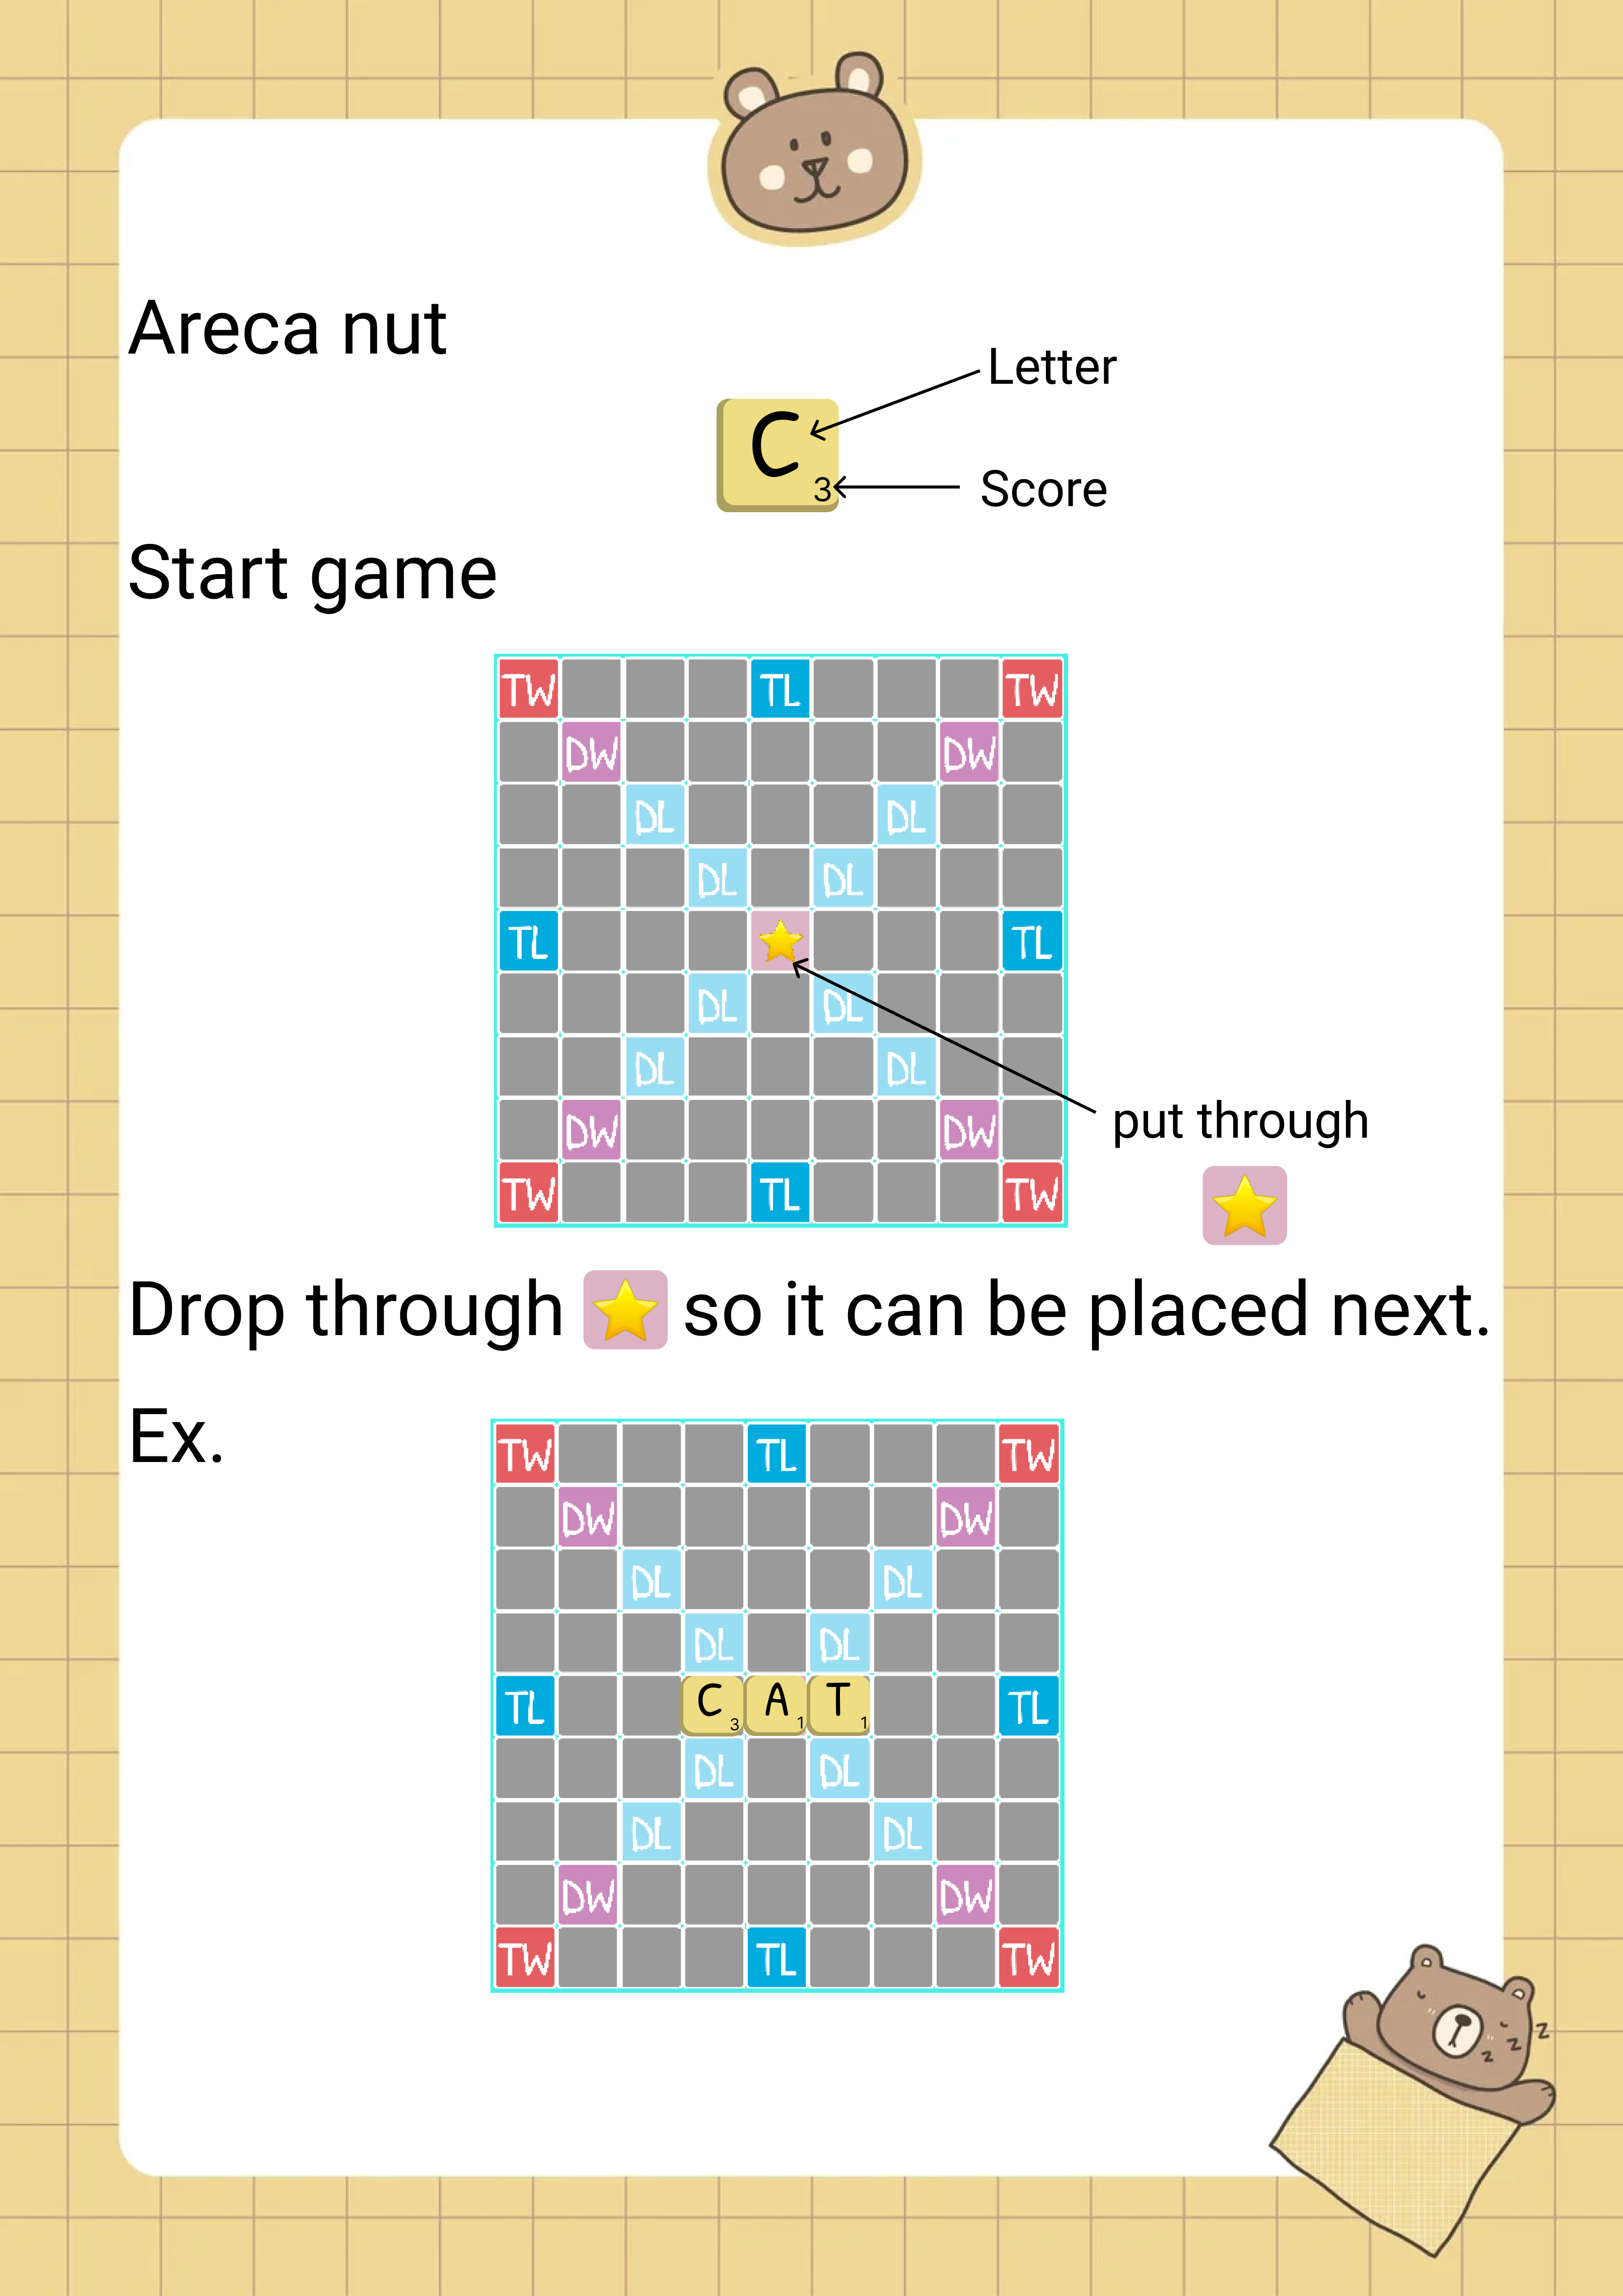 Areca nut
Letter
C
3
Score
Start game
TW TL TW
DW DW
DL DL
DL DL
TL TL
DL DL
DL DL
DW DW
put through
TW TL TW
Drop through so it can be placed next.
Ex.
TW TL TW
DW DW
DL DL
DL DL
TL C 3 A 1 T 1 TL
DL DL
DL DL
DW DW
TW TL TW
z z z